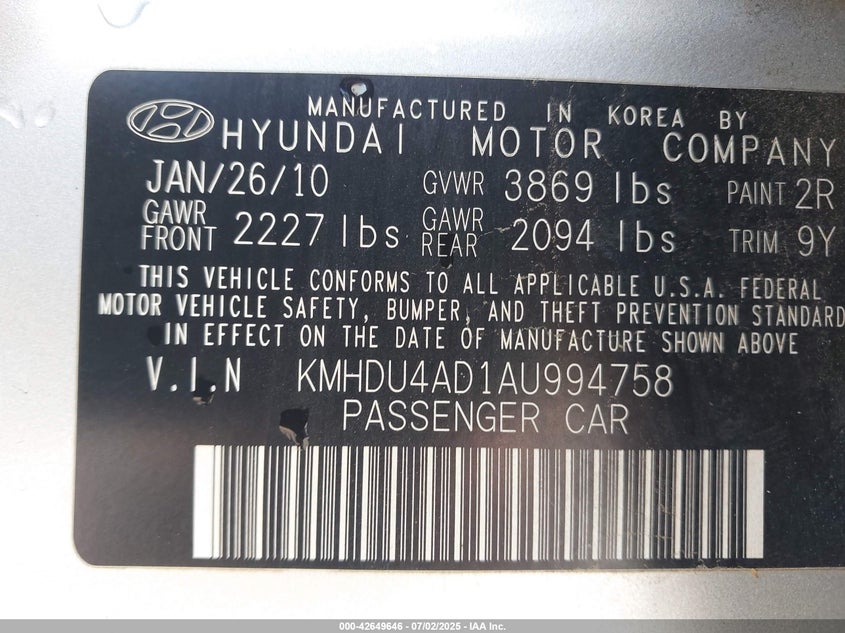 MANUFACTURED IN KOREA BY
HYUNDAI MOTOR COMPANY
JAN/26/10 GVWR 3869 lbs PAINT 2R
GAWR FRONT 2227 lbs GAWR REAR 2094 lbs TRIM 9Y
THIS VEHICLE CONFORMS TO ALL APPLICABLE U.S.A. FEDERAL
MOTOR VEHICLE SAFETY, BUMPER, AND THEFT PREVENTION STANDARD
IN EFFECT ON THE DATE OF MANUFACTURE SHOWN ABOVE
V.I.N KMHDU4AD1AU994758
PASSENGER CAR
000-42649646 - 07/02/2025 - IAA Inc.